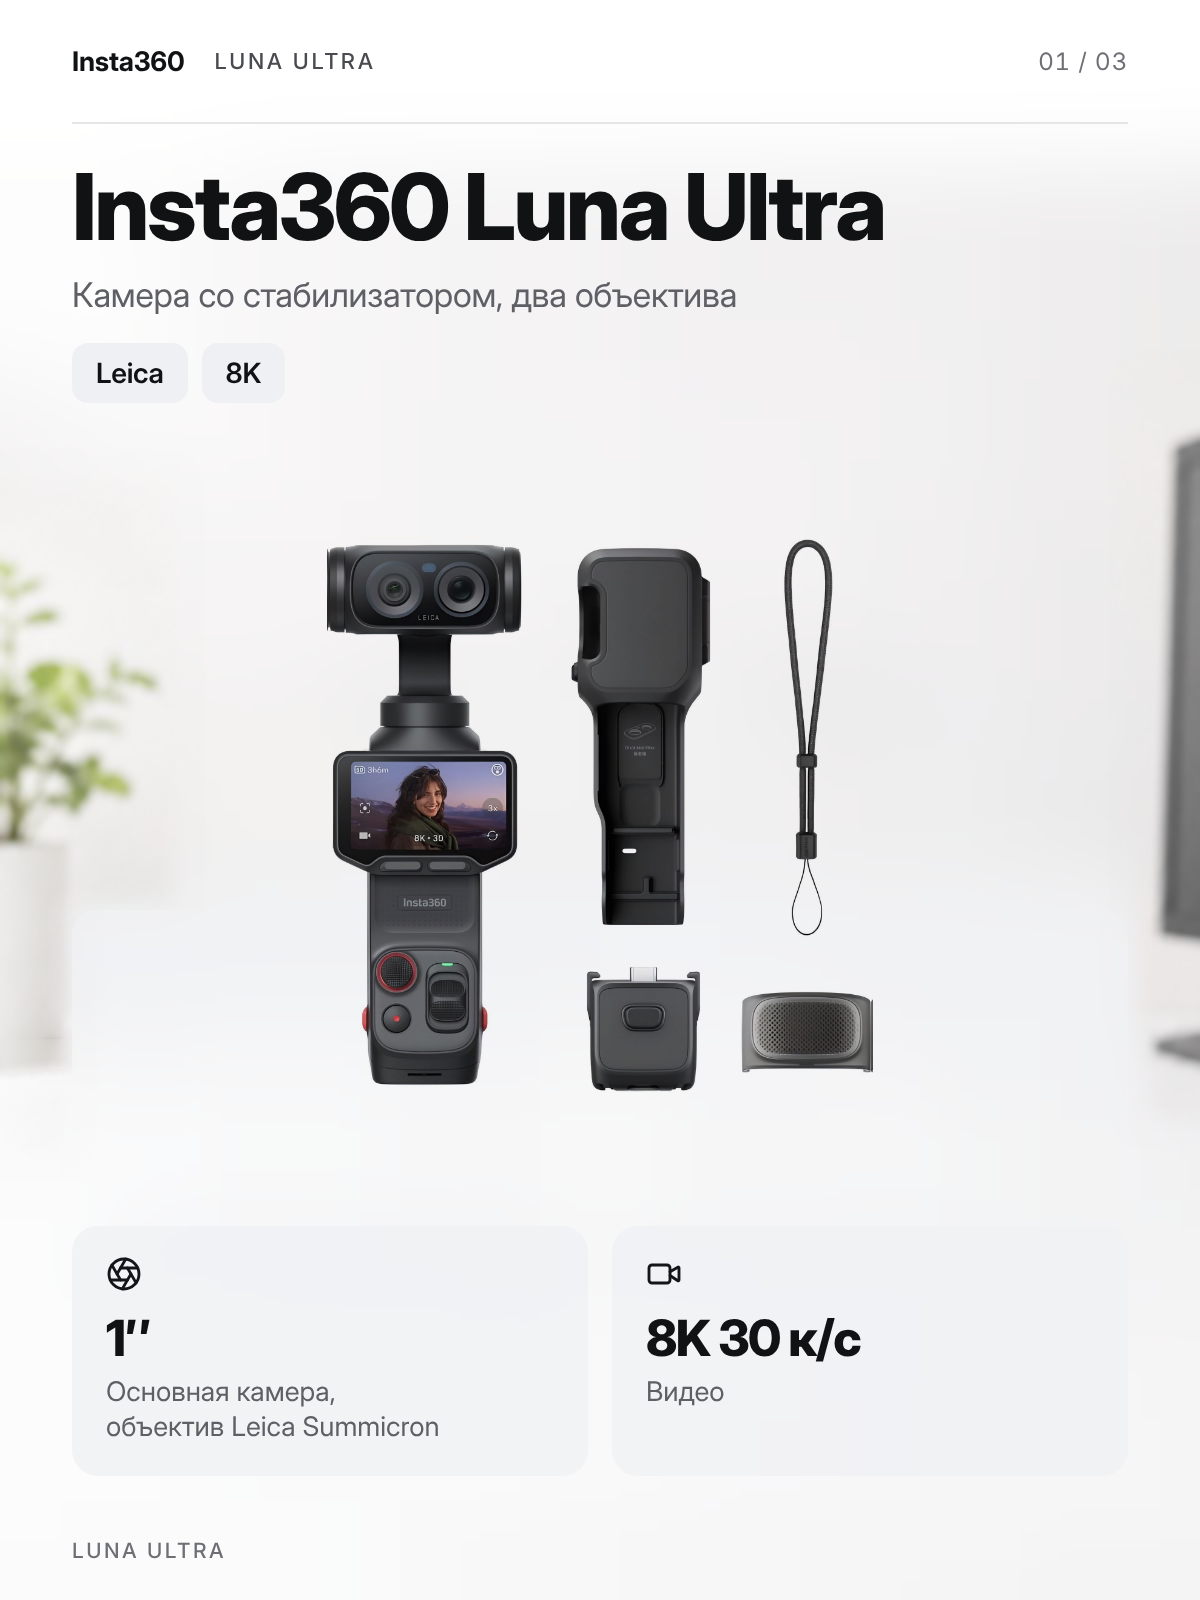 Insta360 LUNA ULTRA 01 / 03
Insta360 Luna Ultra
Камера со стабилизатором, два объектива
Leica 8K
LEICA
3h6m
3x
8K • 30
Insta360
1″
Основная камера,
объектив Leica Summicron
8K 30 к/с
Видео
LUNA ULTRA